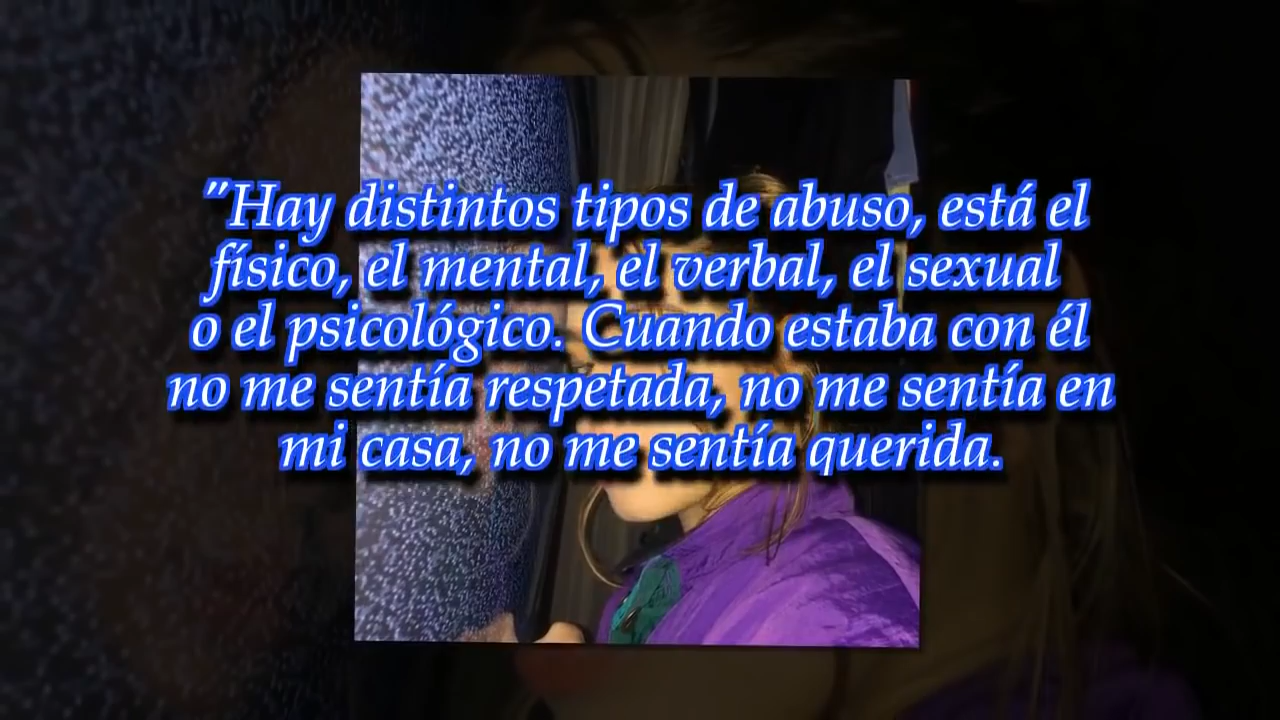 "Hay distintos tipos de abuso, está el
físico, el mental, el verbal, el sexual
o el psicológico. Cuando estaba con él
no me sentía respetada, no me sentía en
mi casa, no me sentía querida.